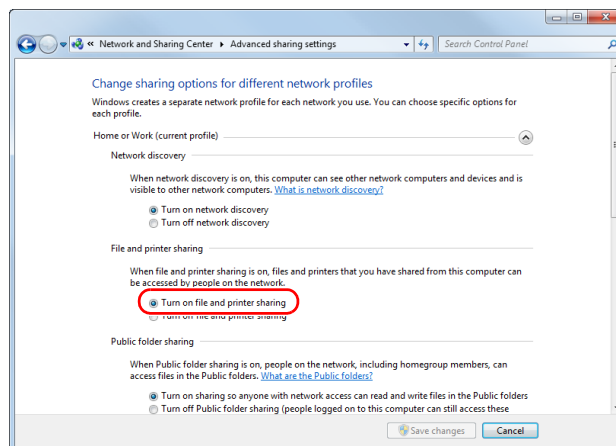 « Network and Sharing Center ▸ Advanced sharing settings
Search Control Panel
Change sharing options for different network profiles
Windows creates a separate network profile for each network you use. You can choose specific options for
each profile.
Home or Work (current profile)
Network discovery
When network discovery is on, this computer can see other network computers and devices and is
visible to other network computers. What is network discovery?
Turn on network discovery
Turn off network discovery
File and printer sharing
When file and printer sharing is on, files and printers that you have shared from this computer can
be accessed by people on the network.
Turn on file and printer sharing
Turn off file and printer sharing
Public folder sharing
When Public folder sharing is on, people on the network, including homegroup members, can
access files in the Public folders. What are the Public folders?
Turn on sharing so anyone with network access can read and write files in the Public folders
Turn off Public folder sharing (people logged on to this computer can still access these
Save changes
Cancel